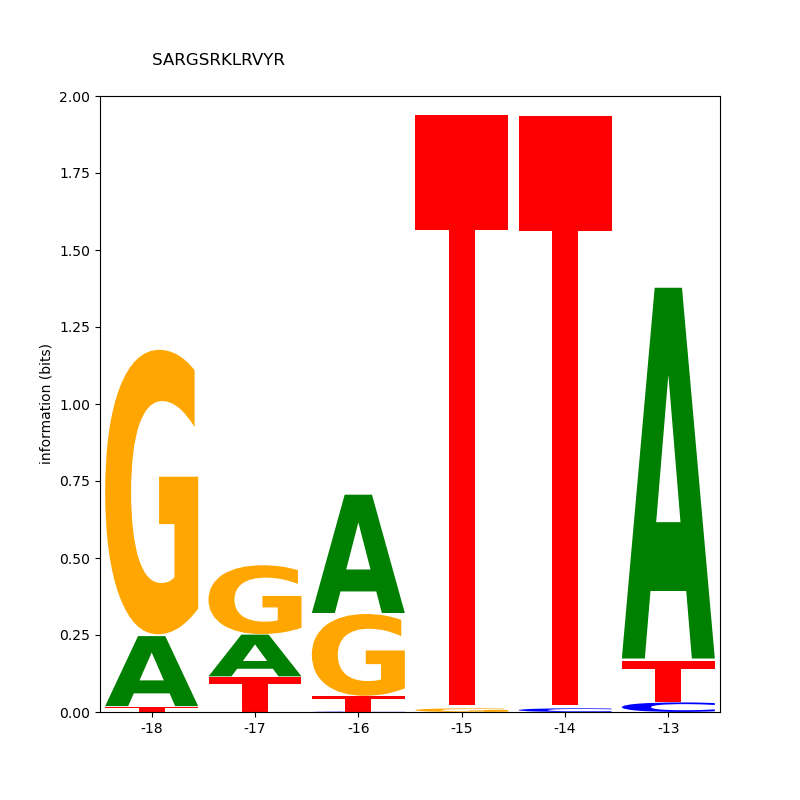 SARGSRKLRVYR
2.00
1.75
1.50
1.25
1.00
0.75
0.50
0.25
0.00
information (bits)
G
A
T
G
A
T
A
G
T
T
G
T
C
A
T
C
-18 -17 -16 -15 -14 -13